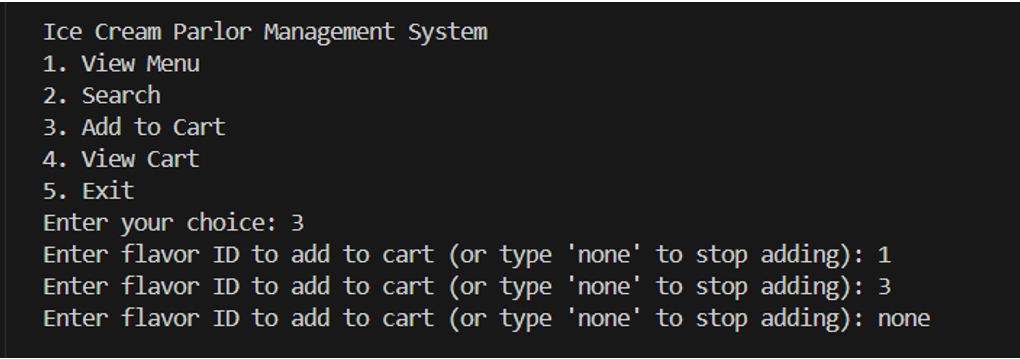 Ice Cream Parlor Management System
1. View Menu
2. Search
3. Add to Cart
4. View Cart
5. Exit
Enter your choice: 3
Enter flavor ID to add to cart (or type 'none' to stop adding): 1
Enter flavor ID to add to cart (or type 'none' to stop adding): 3
Enter flavor ID to add to cart (or type 'none' to stop adding): none